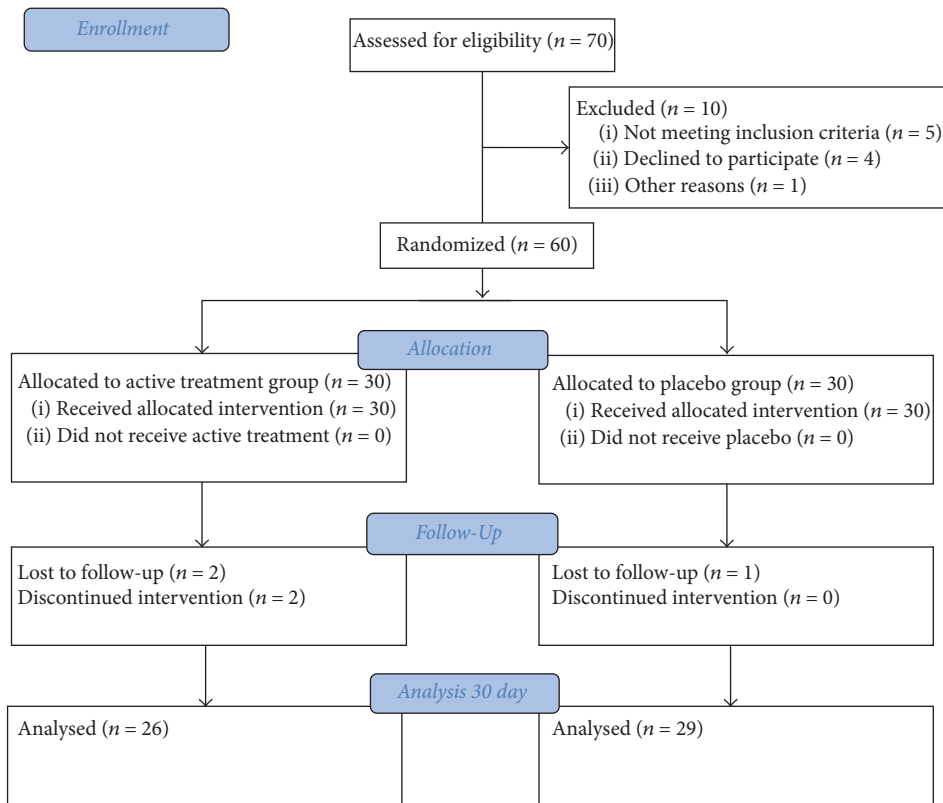 Enrollment
Assessed for eligibility (n = 70)
Excluded (n = 10)
(i) Not meeting inclusion criteria (n = 5)
(ii) Declined to participate (n = 4)
(iii) Other reasons (n = 1)
Randomized (n = 60)
Allocation
Allocated to active treatment group (n = 30)
(i) Received allocated intervention (n = 30)
(ii) Did not receive active treatment (n = 0)
Allocated to placebo group (n = 30)
(i) Received allocated intervention (n = 30)
(ii) Did not receive placebo (n = 0)
Follow-Up
Lost to follow-up (n = 2)
Discontinued intervention (n = 2)
Lost to follow-up (n = 1)
Discontinued intervention (n = 0)
Analysis 30 day
Analysed (n = 26)
Analysed (n = 29)